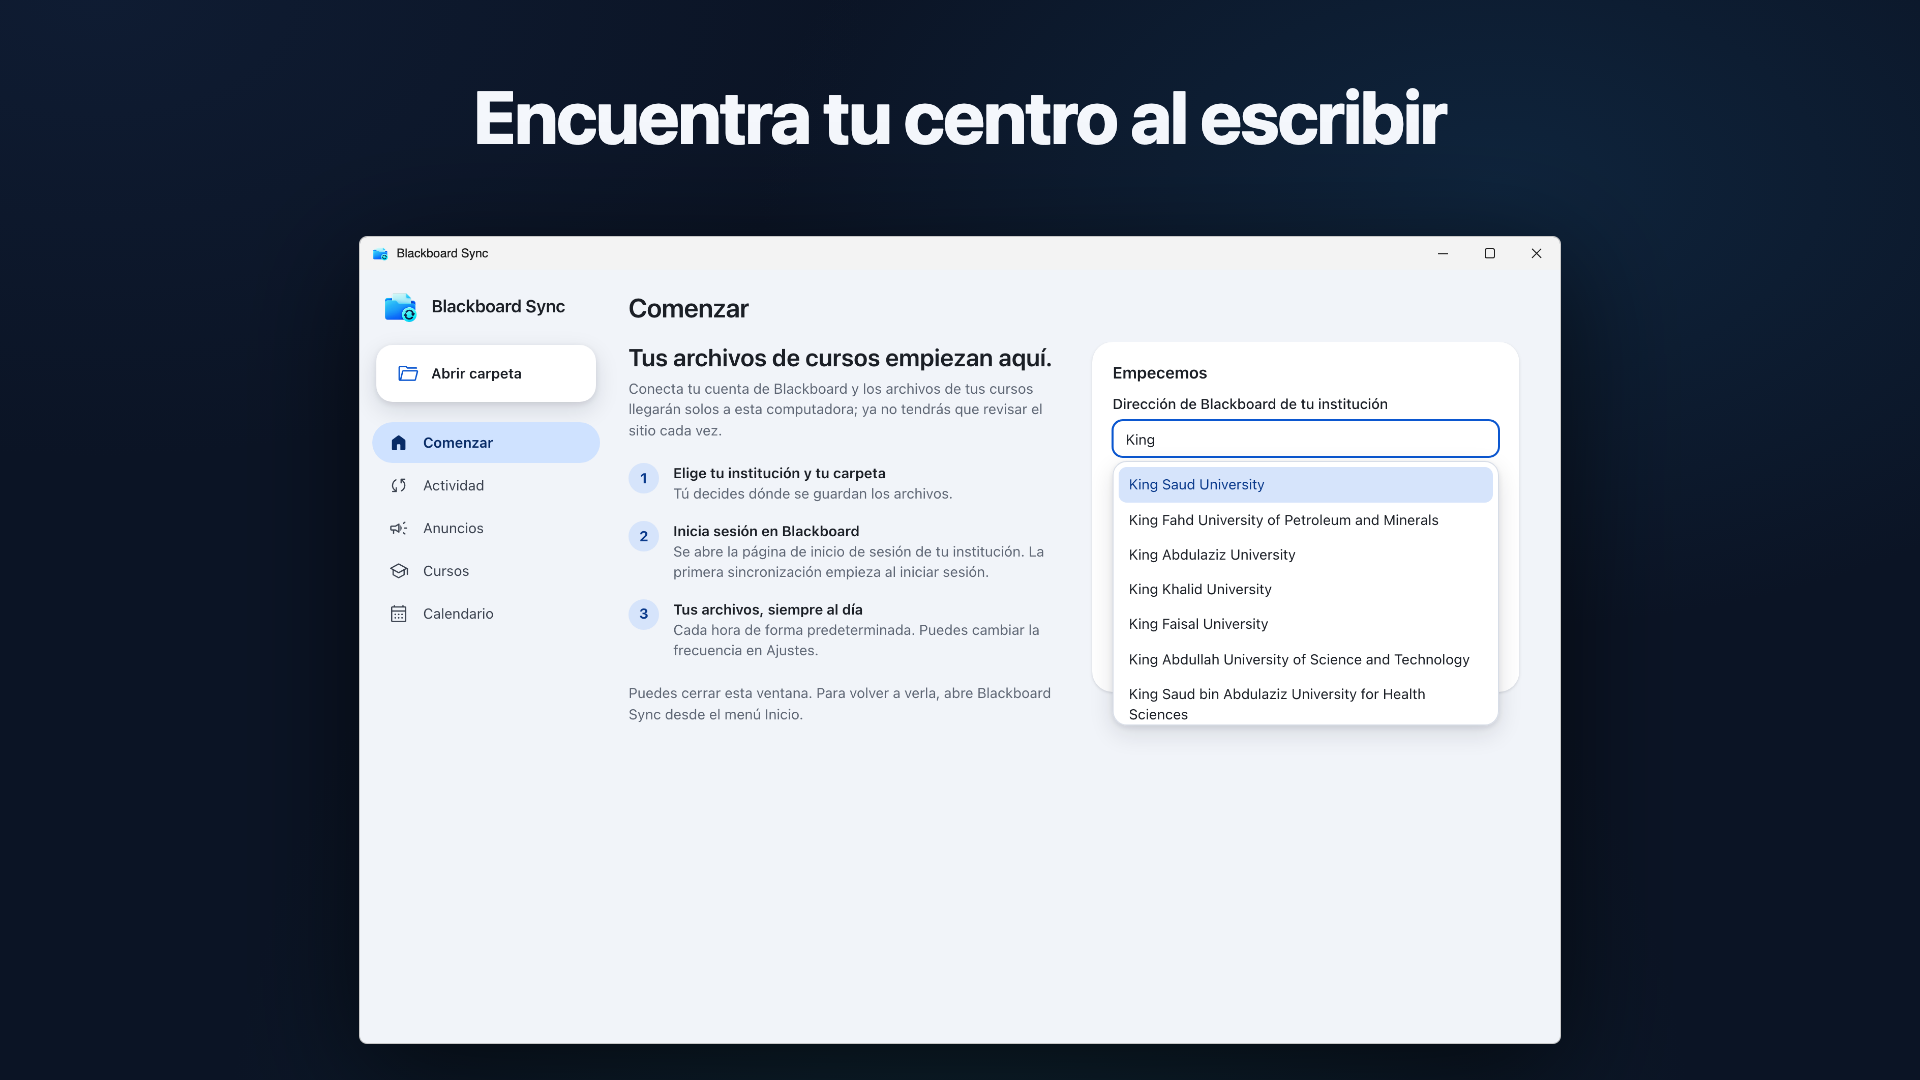 Encuentra tu centro al escribir
Blackboard Sync
Blackboard Sync
Abrir carpeta
Comenzar
Actividad
Anuncios
Cursos
Calendario
Comenzar
Tus archivos de cursos empiezan aquí.
Conecta tu cuenta de Blackboard y los archivos de tus cursos
llegarán solos a esta computadora; ya no tendrás que revisar el
sitio cada vez.
1
Elige tu institución y tu carpeta
Tú decides dónde se guardan los archivos.
2
Inicia sesión en Blackboard
Se abre la página de inicio de sesión de tu institución. La
primera sincronización empieza al iniciar sesión.
3
Tus archivos, siempre al día
Cada hora de forma predeterminada. Puedes cambiar la
frecuencia en Ajustes.
Puedes cerrar esta ventana. Para volver a verla, abre Blackboard
Sync desde el menú Inicio.
Empecemos
Dirección de Blackboard de tu institución
King
King Saud University
King Fahd University of Petroleum and Minerals
King Abdulaziz University
King Khalid University
King Faisal University
King Abdullah University of Science and Technology
King Saud bin Abdulaziz University for Health
Sciences